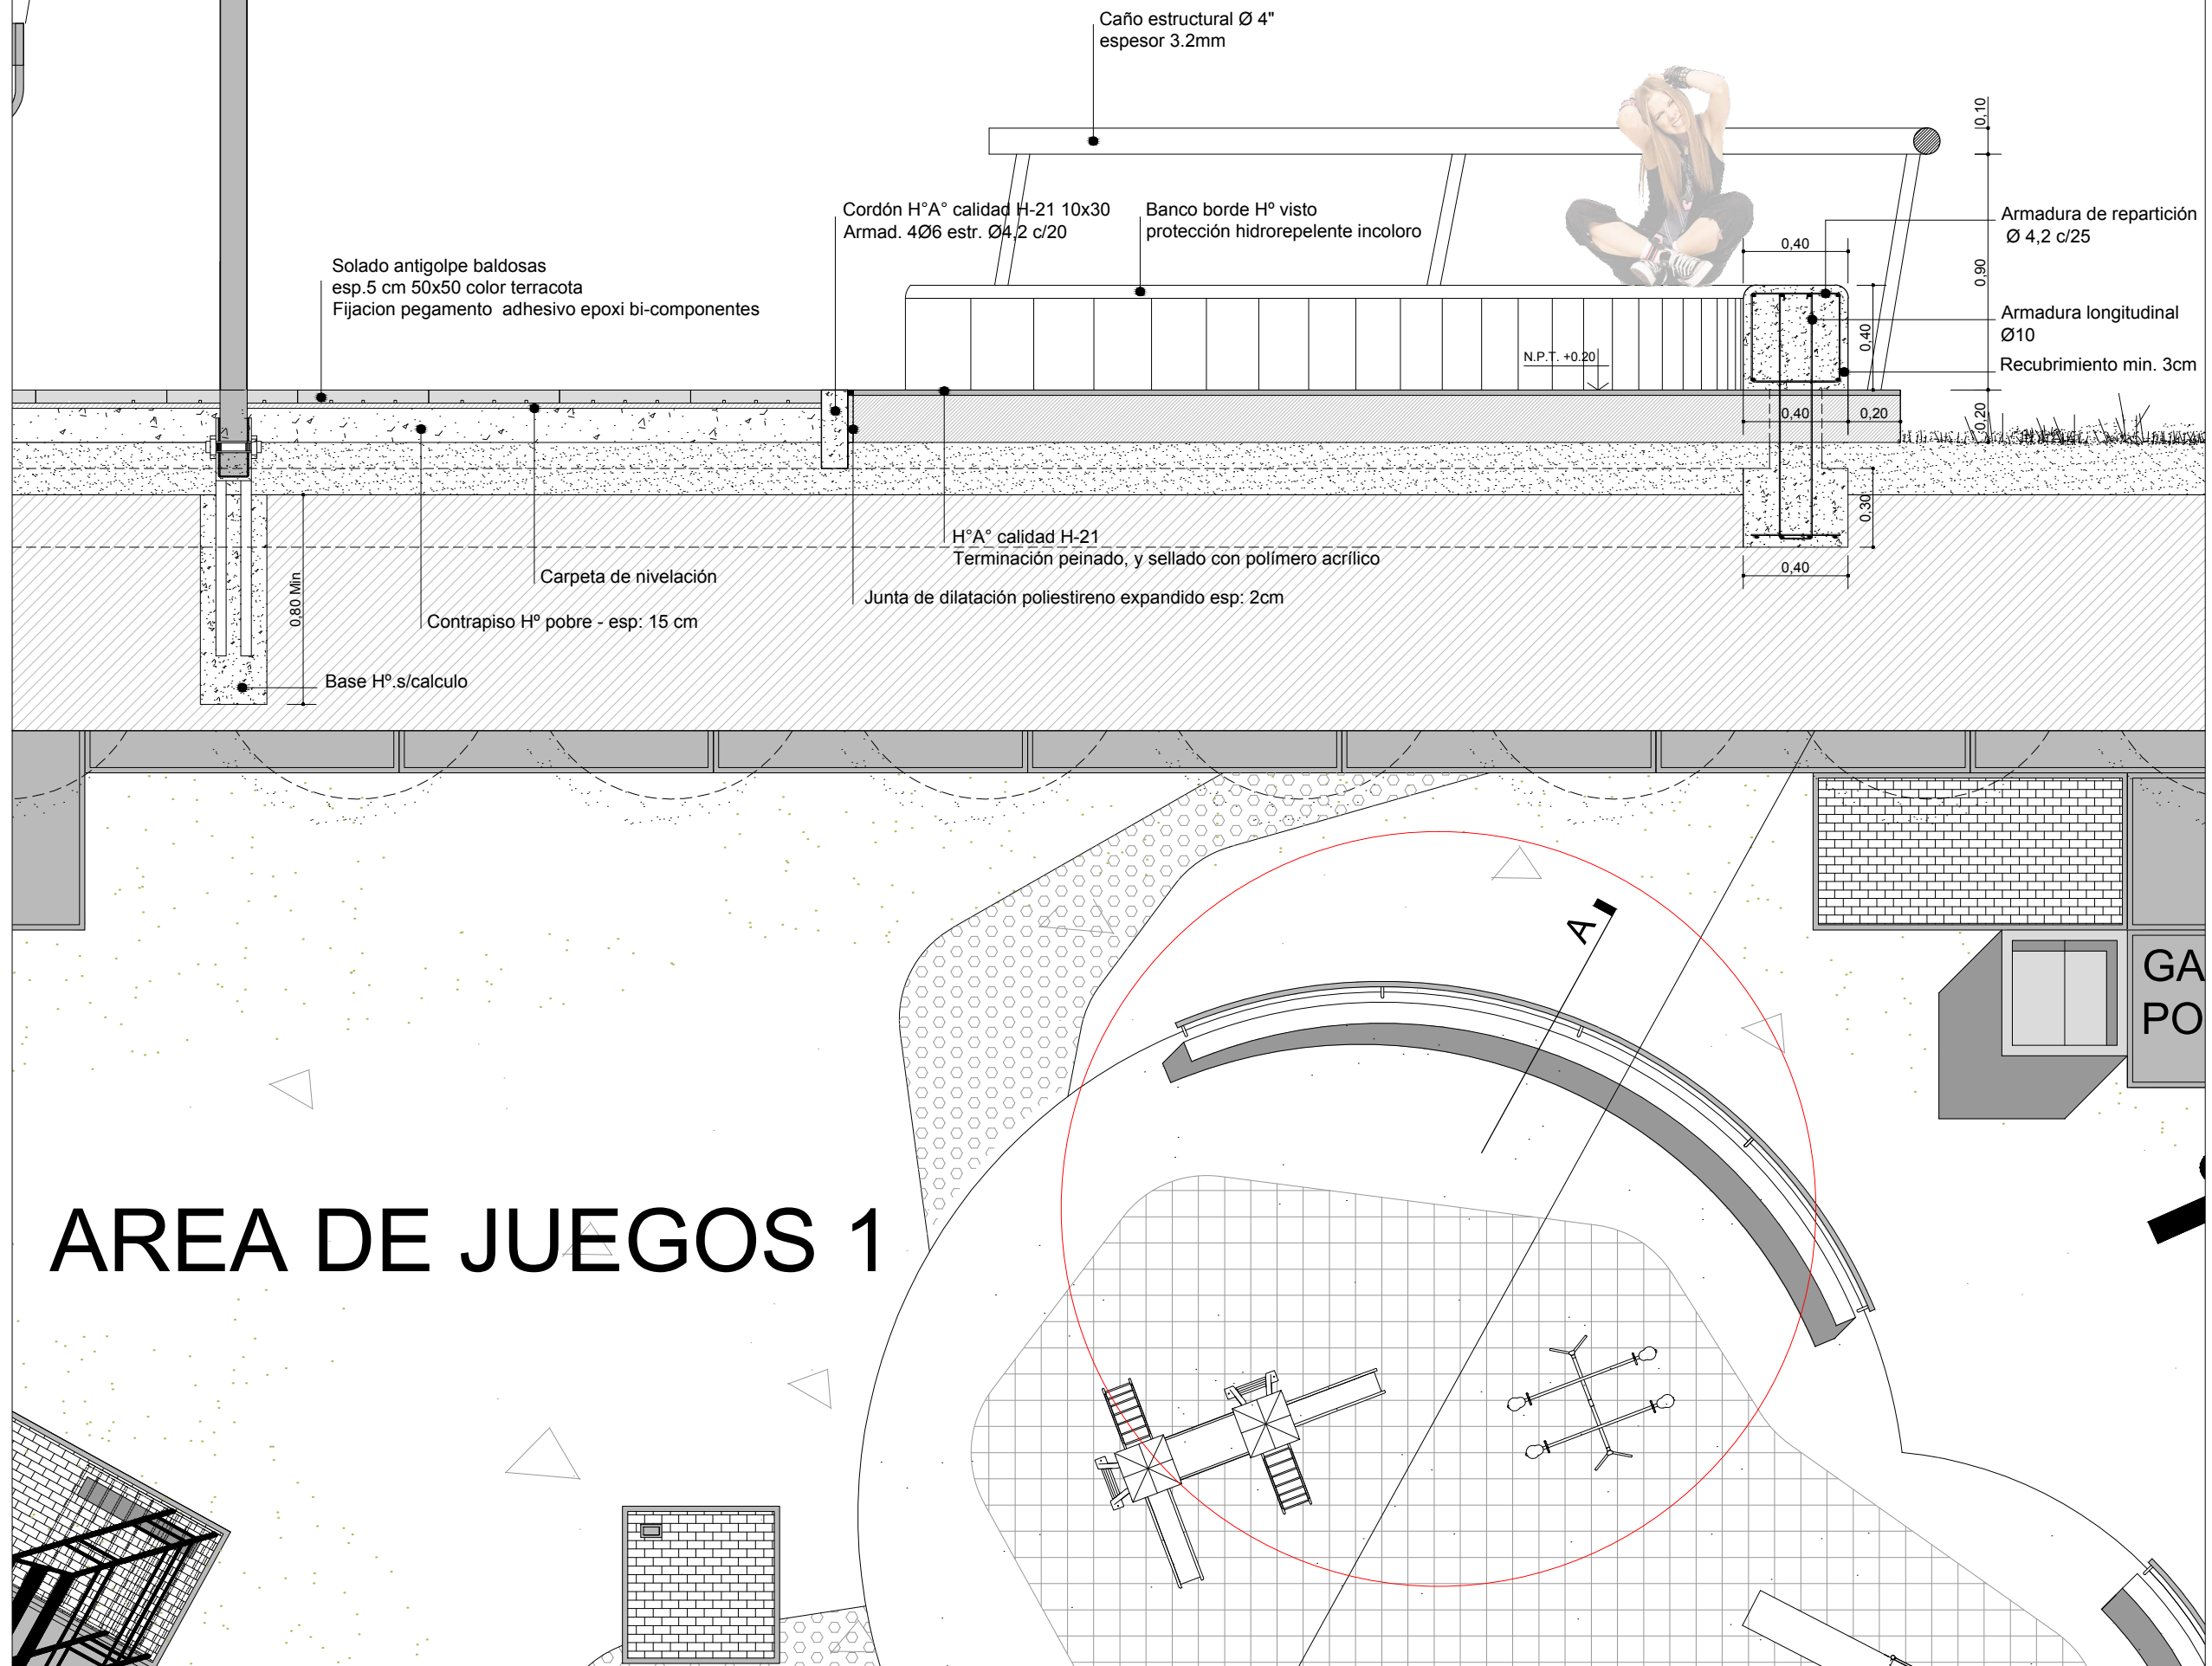 Caño estructural Ø 4"
espesor 3.2mm
0,10
Cordón HºAº calidad H-21 10x30
Armad. 4Ø6 estr. Ø4.2 c/20
Banco borde Hº visto
protección hidrorepelente incoloro
0,40
Armadura de repartición
Ø 4,2 c/25
Solado antigolpe baldosas
esp.5 cm 50x50 color terracota
Fijacion pegamento adhesivo epoxi bi-componentes
0,90
Armadura longitudinal
Ø10
0,40
N.P.T. +0.20
Recubrimiento min. 3cm
0,40
0,20
0,20
0,30
H°A° calidad H-21
Terminación peinado, y sellado con polímero acrílico
0,40
Carpeta de nivelación
0,80 Min
Junta de dilatación poliestireno expandido esp: 2cm
Contrapiso Hº pobre - esp: 15 cm
Base Hº.s/calculo
A
GA
PO
AREA DE JUEGOS 1